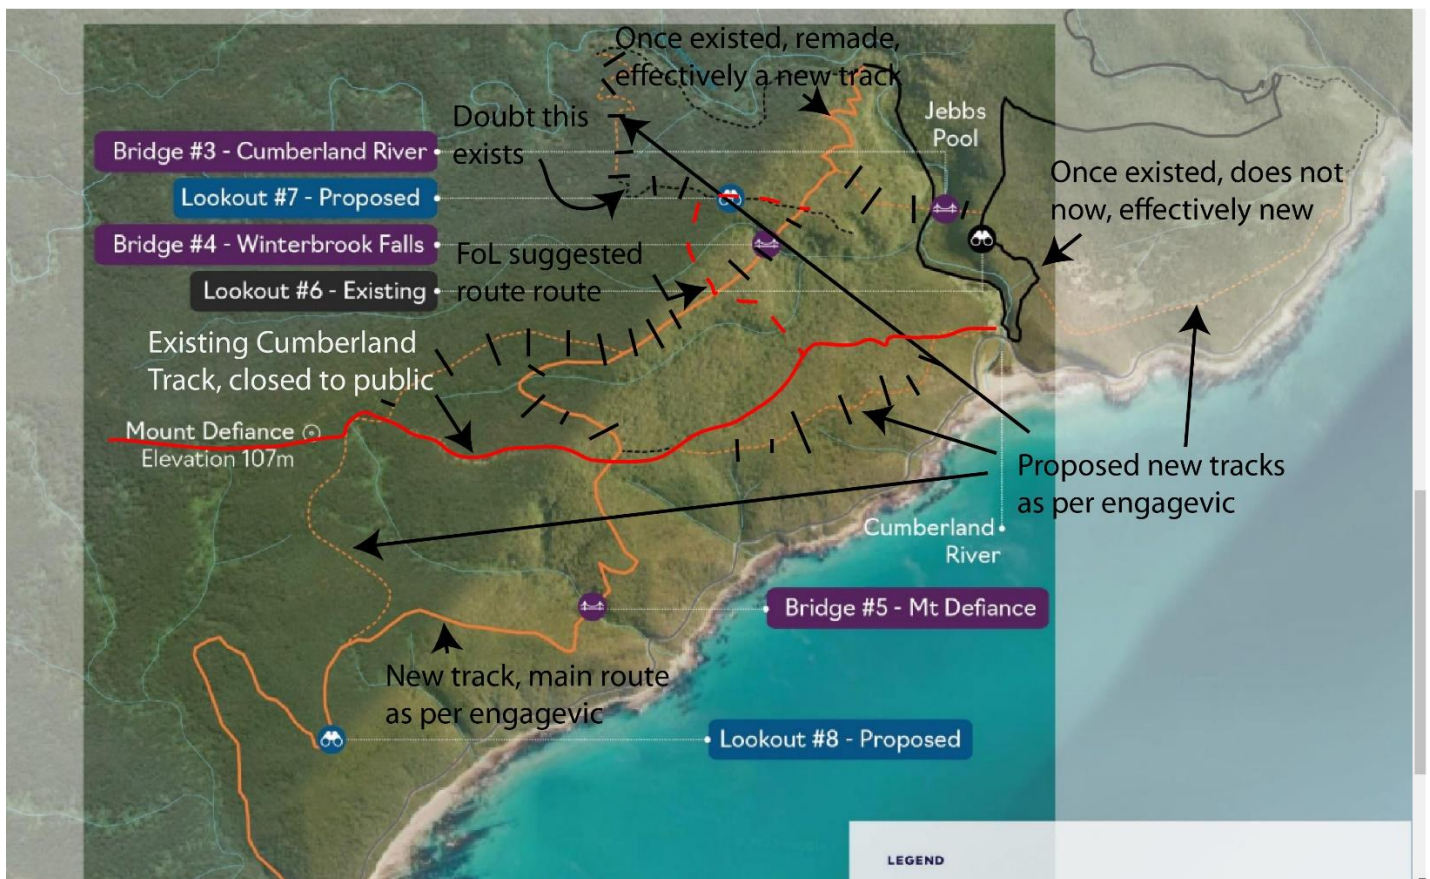 Once existed, remade,
effectively a new track
Doubt this
exists
Jebbs
Pool
Bridge #3 - Cumberland River
Once existed, does not
now, effectively new
Lookout #7 - Proposed
Bridge #4 - Winterbrook Falls
FoL suggested
route route
Lookout #6 - Existing
Existing Cumberland
Track, closed to public
Mount Defiance
Elevation 107m
Proposed new tracks
as per engagevic
Cumberland
River
Bridge #5 - Mt Defiance
New track, main route
as per engagevic
Lookout #8 - Proposed
LEGEND